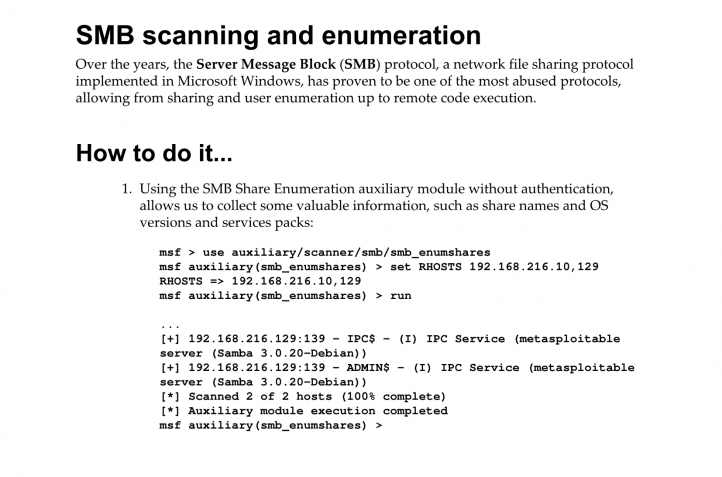 SMB scanning and enumeration
Over the years, the Server Message Block (SMB) protocol, a network file sharing protocol
implemented in Microsoft Windows, has proven to be one of the most abused protocols,
allowing from sharing and user enumeration up to remote code execution.
How to do it...
1. Using the SMB Share Enumeration auxiliary module without authentication,
allows us to collect some valuable information, such as share names and OS
versions and services packs:
msf > use auxiliary/scanner/smb/smb_enumshares
msf auxiliary(smb_enumshares) > set RHOSTS 192.168.216.10,129
RHOSTS => 192.168.216.10,129
msf auxiliary(smb_enumshares) > run
...
[+] 192.168.216.129:139 - IPC$ - (I) IPC Service (metasploitable
server (Samba 3.0.20-Debian))
[+] 192.168.216.129:139 - ADMIN$ - (I) IPC Service (metasploitable
server (Samba 3.0.20-Debian))
[*] Scanned 2 of 2 hosts (100% complete)
[*] Auxiliary module execution completed
msf auxiliary(smb_enumshares) >